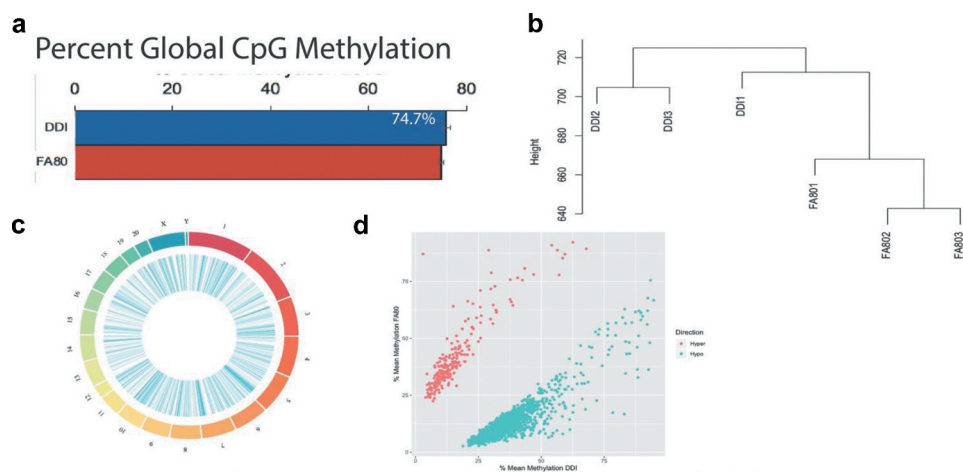 a
Percent Global CpG Methylation
0 20 40 60 80
DDI
74.7%
FA80
b
Height
720
700
680
660
640
DDI2
DDI3
DDI1
FA801
FA802
FA803
c
1
2
3
4
5
6
7
8
9
10
11
12
13
14
15
16
17
18
19
20
X
Y
d
% Mean Methylation FA80
75
50
25
0
0 25 50 75
% Mean Methylation DDI
Direction
Hyper
Hypo